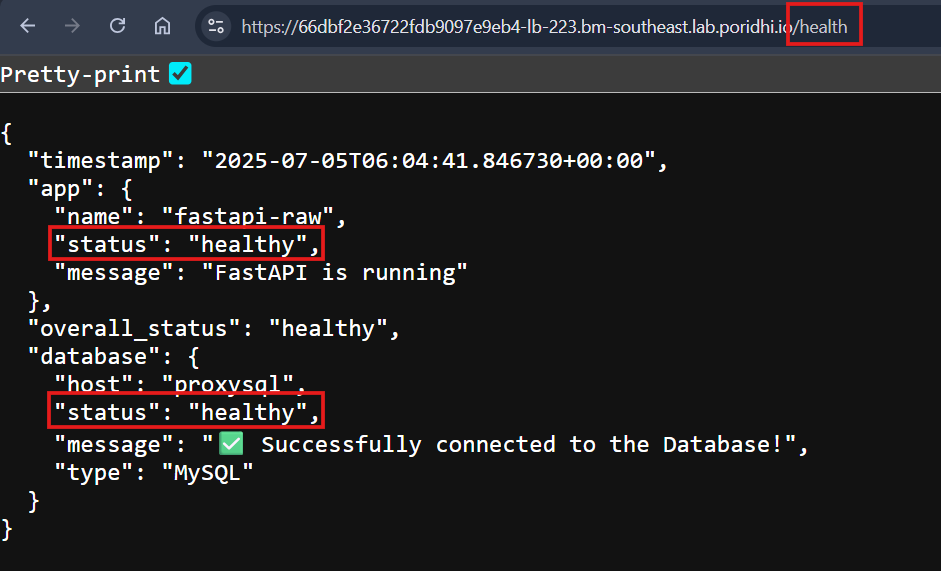 https://66dbf2e36722fdb9097e9eb4-lb-223.bm-southeast.lab.poridhi.io/health
Pretty-print
{
  "timestamp": "2025-07-05T06:04:41.846730+00:00",
  "app": {
    "name": "fastapi-raw",
    "status": "healthy",
    "message": "FastAPI is running"
  },
  "overall_status": "healthy",
  "database": {
    "host": "proxysql",
    "status": "healthy",
    "message": "✅ Successfully connected to the Database!",
    "type": "MySQL"
  }
}